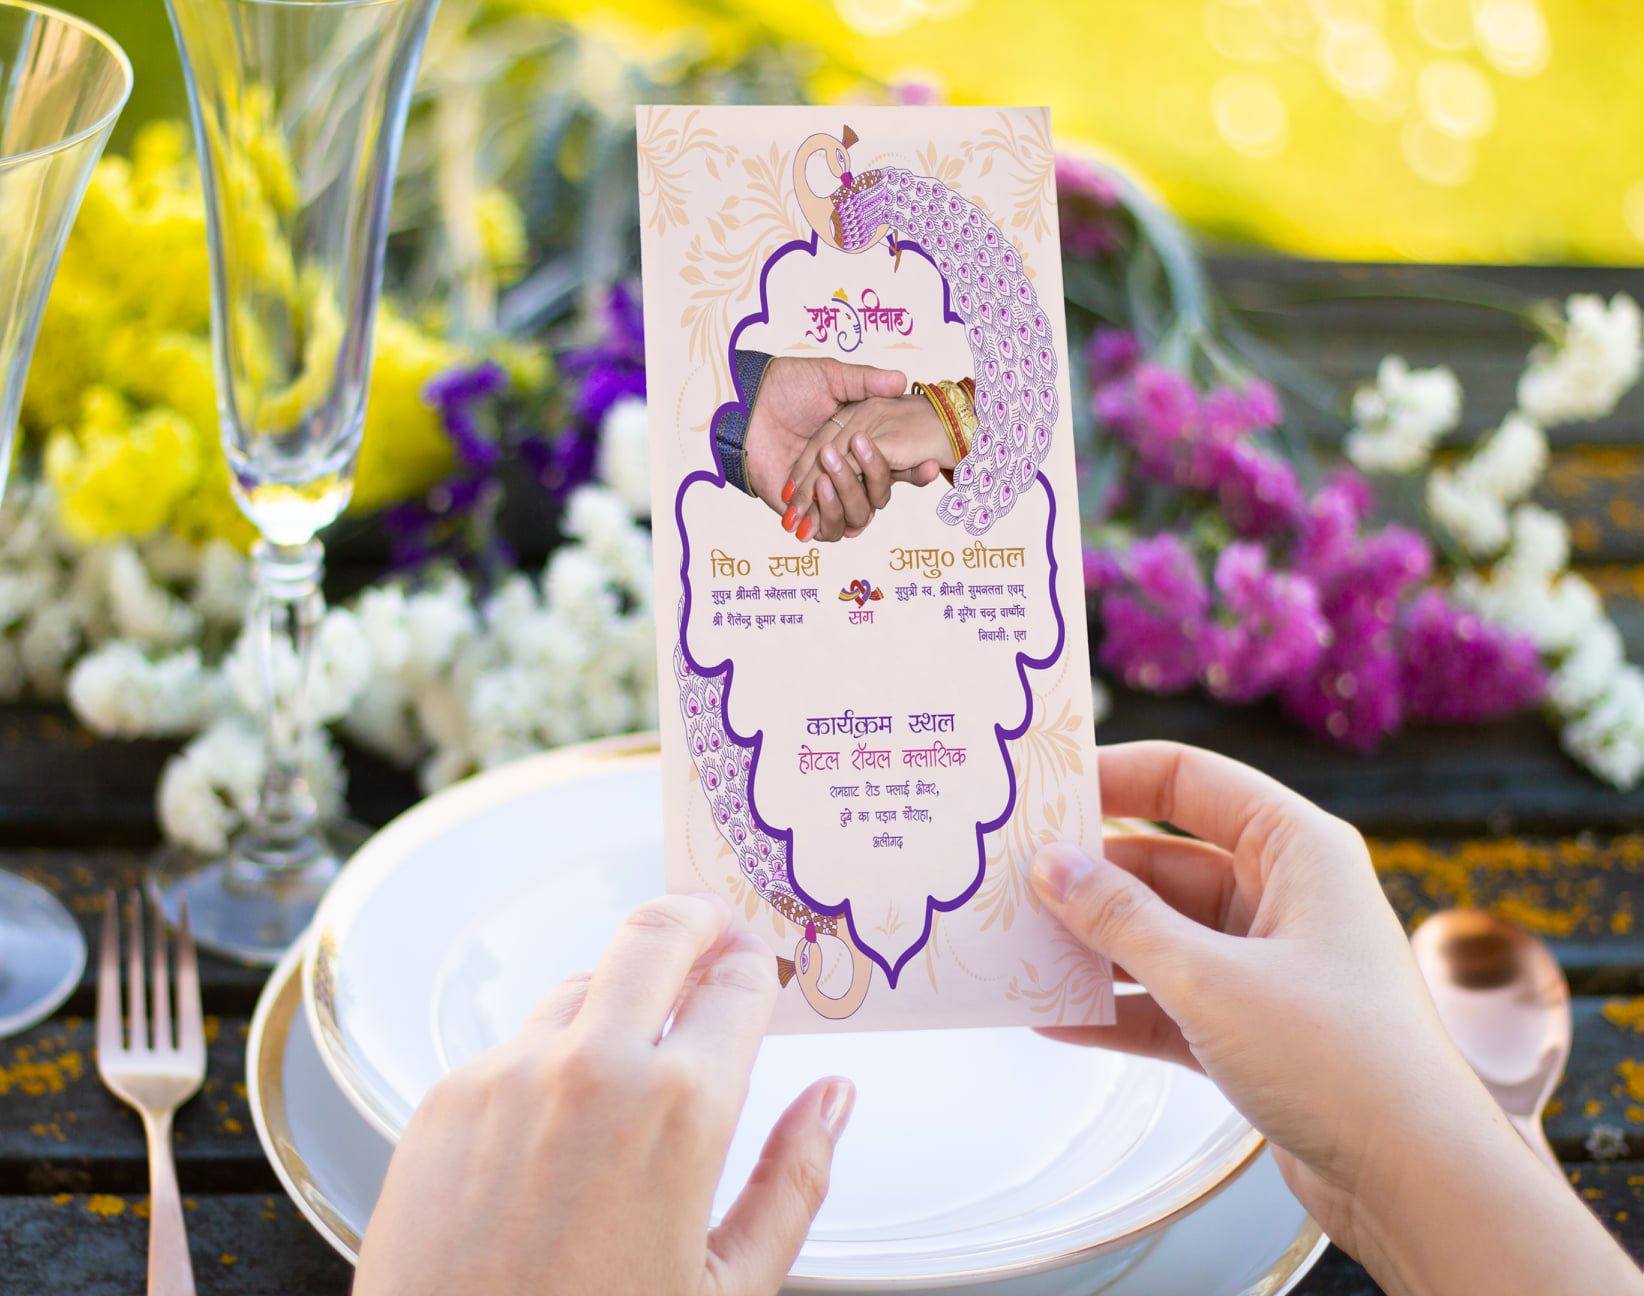 शुभ विवाह
चि० स्पर्श
सुपुत्र श्रीमती स्नेहलता एवम्
श्री शैलेन्द्र कुमार बजाज
संग
आयु० शीतल
सुपुत्री स्व. श्रीमती सुमनलता एवम्
श्री सुरेश चन्द्र वार्ष्णेय
निवासी: एटा
कार्यक्रम स्थल
होटल रॉयल क्लासिक
रामघाट रोड फ्लाई ओवर,
दुबे का पड़ाव चौराहा,
अलीगढ़